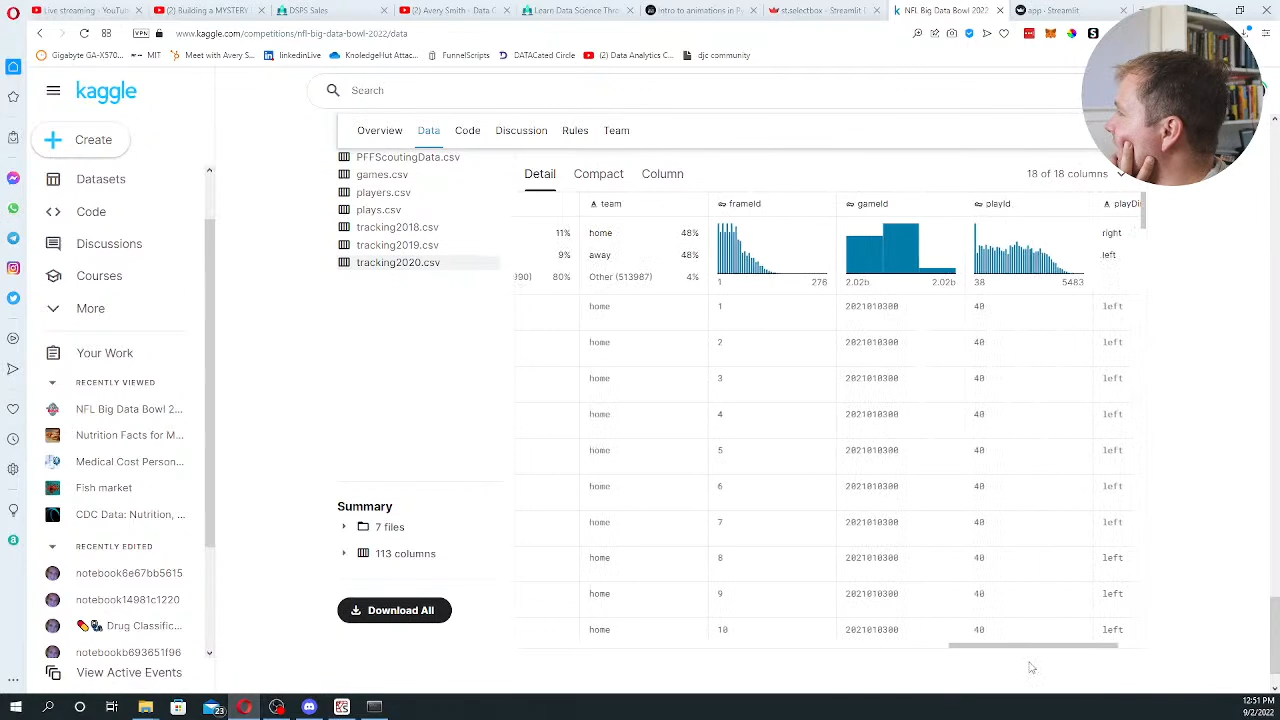 Live streaming - YouTube
(2) Building a MYSTERY
DSPS Sales
(2) Avery Smith - Data C
Learn Data Science Thro
Intro to animations i
st.selectbox - Streamlit D
NFL Big Data Bowl 2022
app · Streamlit
VPN
www.kaggle.com/competitions/nfl-big-data-bowl-2022/data
Gigabyte GA-X570...
MIT
Meet with Avery S...
linkedinLive
KnolegdeHut Attac...
FunnelScripts
DATAcated Circle
(2) Data Analytics C...
djc community
kaggle
Search
Create
Datasets
Code
Discussions
Courses
More
Your Work
RECENTLY VIEWED
NFL Big Data Bowl 2...
Nutrition Facts for M...
Medical Cost Person...
Fish market
CDC Data: Nutrition, ...
RECENTLY EDITED
notebook6e67bb5615
notebook14981c1220
Drug Classific...
notebookb693651f96
View Active Events
Overview
Data
Code
Discussion
Rules
Team
PFFScoutingData.csv
games.csv
players.csv
plays.csv
tracking2018.csv
tracking2019.csv
tracking2020.csv
Summary
7 files
113 columns
Download All
Detail
Compact
Column
18 of 18 columns
team
frameId
gameId
playId
playDi
11%
home
48%
right
9%
away
48%
left
990)
80%
Other (513987)
4%
1
276
2.02b
2.02b
38
5483
home 1 2021010300 40 left
home 2 2021010300 40 left
home 3 2021010300 40 left
home 4 2021010300 40 left
home 5 2021010300 40 left
home 6 2021010300 40 left
home 7 2021010300 40 left
home 8 2021010300 40 left
home 9 2021010300 40 left
home 10 2021010300 40 left
23
12:51 PM
9/2/2022